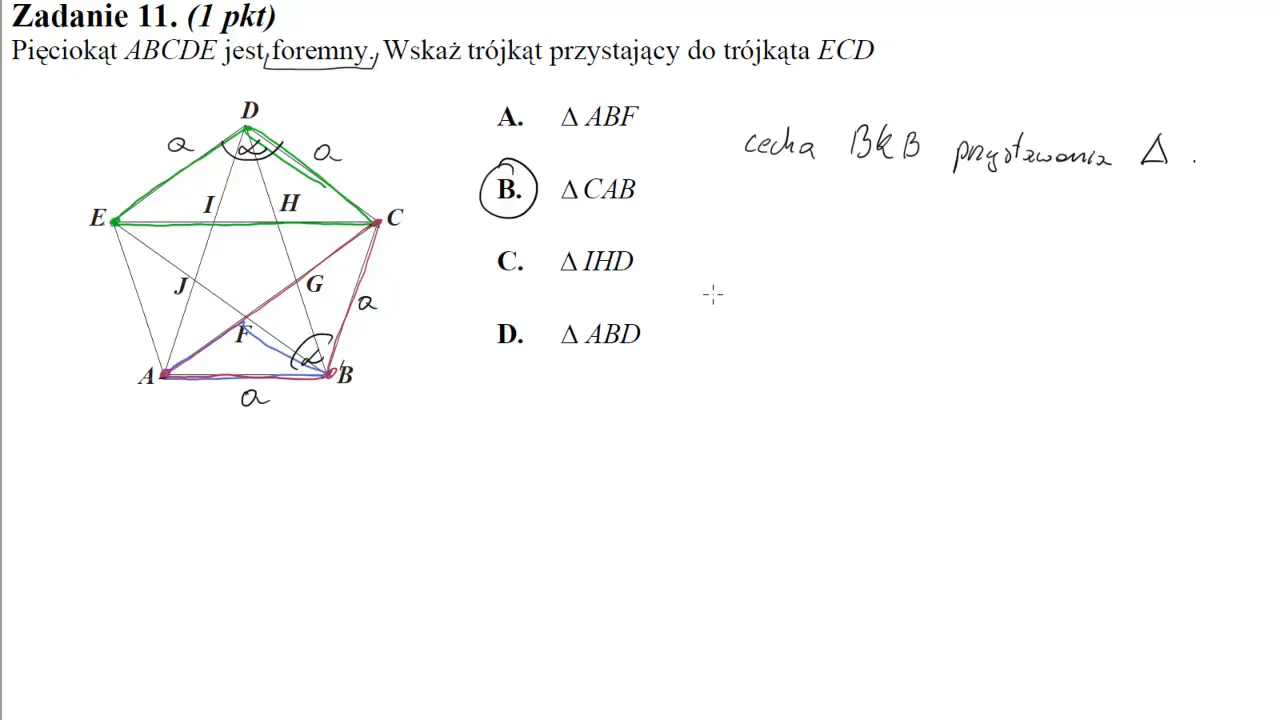 Zadanie 11. (1 pkt)
Pięciokąt ABCDE jest foremny. Wskaż trójkąt przystający do trójkąta ECD
D
A. Δ ABF
a
α
a
cecha BKB przystawania Δ .
B. Δ CAB
E
I
H
C
C. Δ IHD
J
G
a
F
D. Δ ABD
α
A
B
a